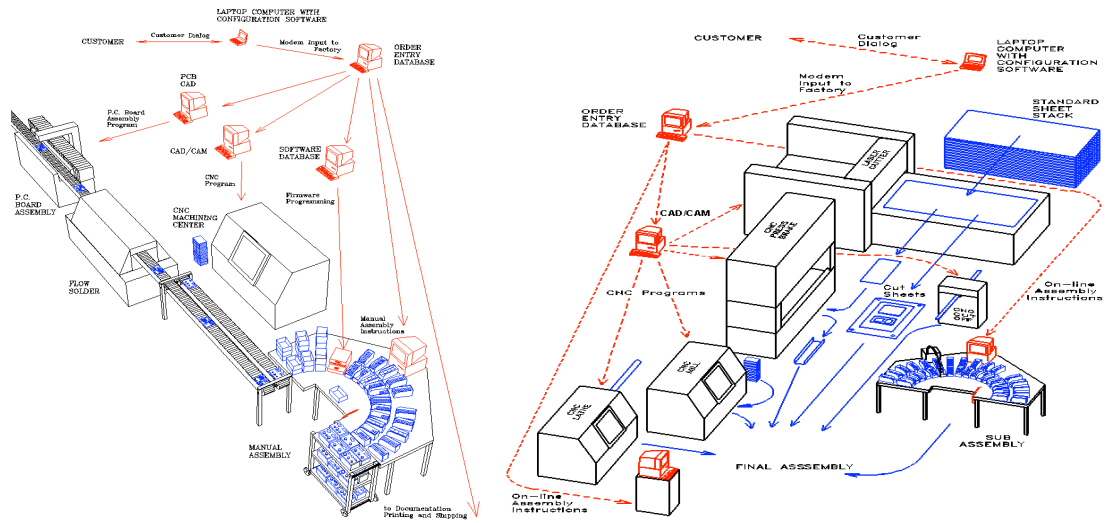 LAPTOP COMPUTER WITH
CONFIGURATION SOFTWARE
CUSTOMER
Customer Dialog
Modem Input to
Factory
ORDER
ENTRY
DATABASE
PCB
CAD
P.C. Board
Assembly
Program
CAD/CAM
SOFTWARE
DATABASE
CNC
Program
Firmware
Programming
P.C.
BOARD
ASSEMBLY
CNC
MACHINING
CENTER
FLOW
SOLDER
Manual
Assembly
Instructions
MANUAL
ASSEMBLY
to Documentation
Printing and Shipping
CUSTOMER
Customer
Dialog
LAPTOP
COMPUTER
WITH
CONFIGURATION
SOFTWARE
Modem
Input to
Factory
ORDER
ENTRY
DATABASE
STANDARD
SHEET
STACK
LASER
CUTTER
CAD/CAM
CNC
PRESS
BRAKE
CNC Programs
Cut
Sheets
On-line
Assembly
Instructions
CNC
MILL
CNC
LATHE
SUB
ASSEMBLY
FINAL ASSSEMBLY
On-line
Assembly
Instructions